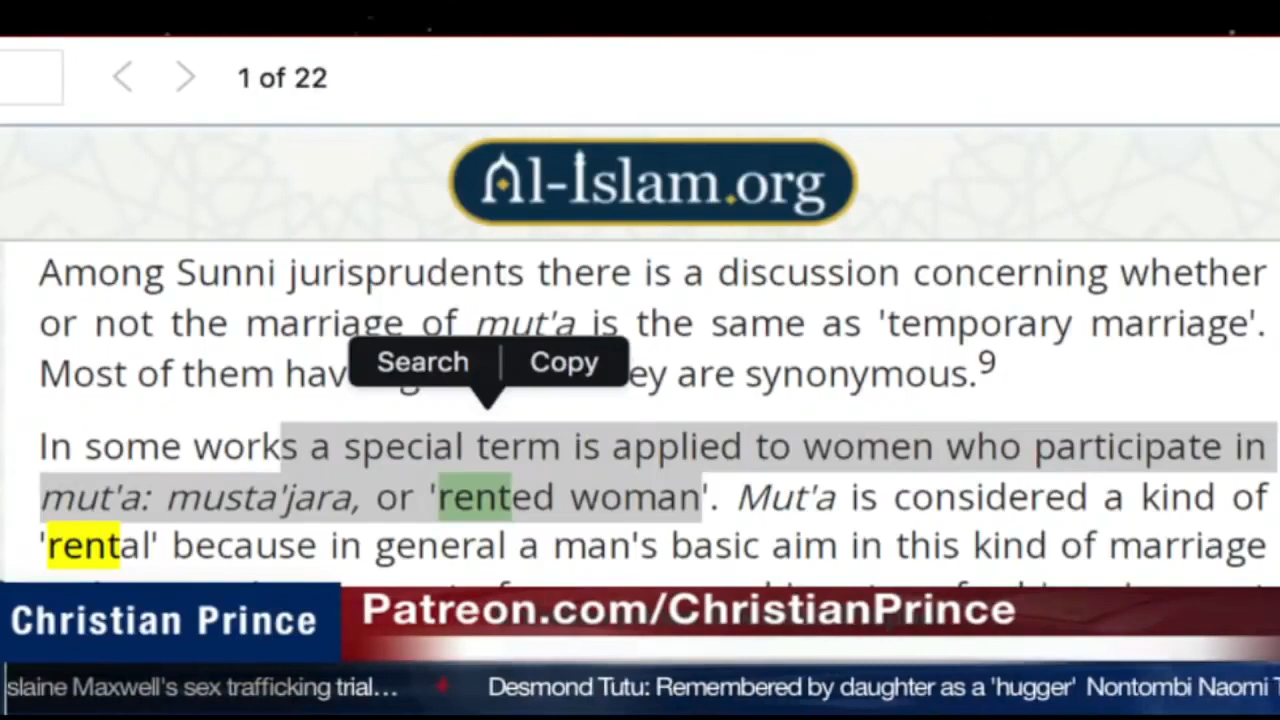 1 of 22
Al-Islam.org
Among Sunni jurisprudents there is a discussion concerning whether
or not the marriage of mut'a is the same as 'temporary marriage'.
Search Copy
Most of them hav ey are synonymous.9
In some works a special term is applied to women who participate in
mut'a: musta'jara, or 'rented woman'. Mut'a is considered a kind of
'rental' because in general a man's basic aim in this kind of marriage
Christian Prince
Patreon.com/ChristianPrince
slaine Maxwell's sex trafficking trial... Desmond Tutu: Remembered by daughter as a 'hugger' Nontombi Naomi T